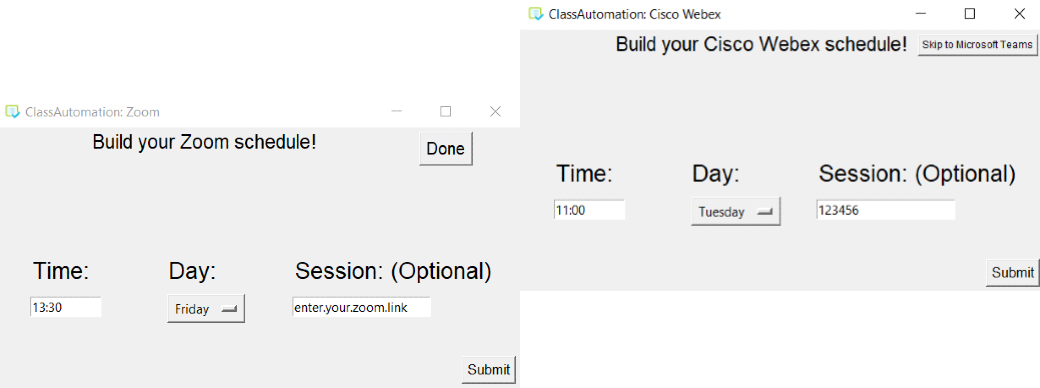 ClassAutomation: Zoom
Build your Zoom schedule!
Done
Time: Day: Session: (Optional)
13:30 Friday enter.your.zoom.link
Submit
ClassAutomation: Cisco Webex
Build your Cisco Webex schedule! Skip to Microsoft Teams
Time: Day: Session: (Optional)
11:00 Tuesday 123456
Submit